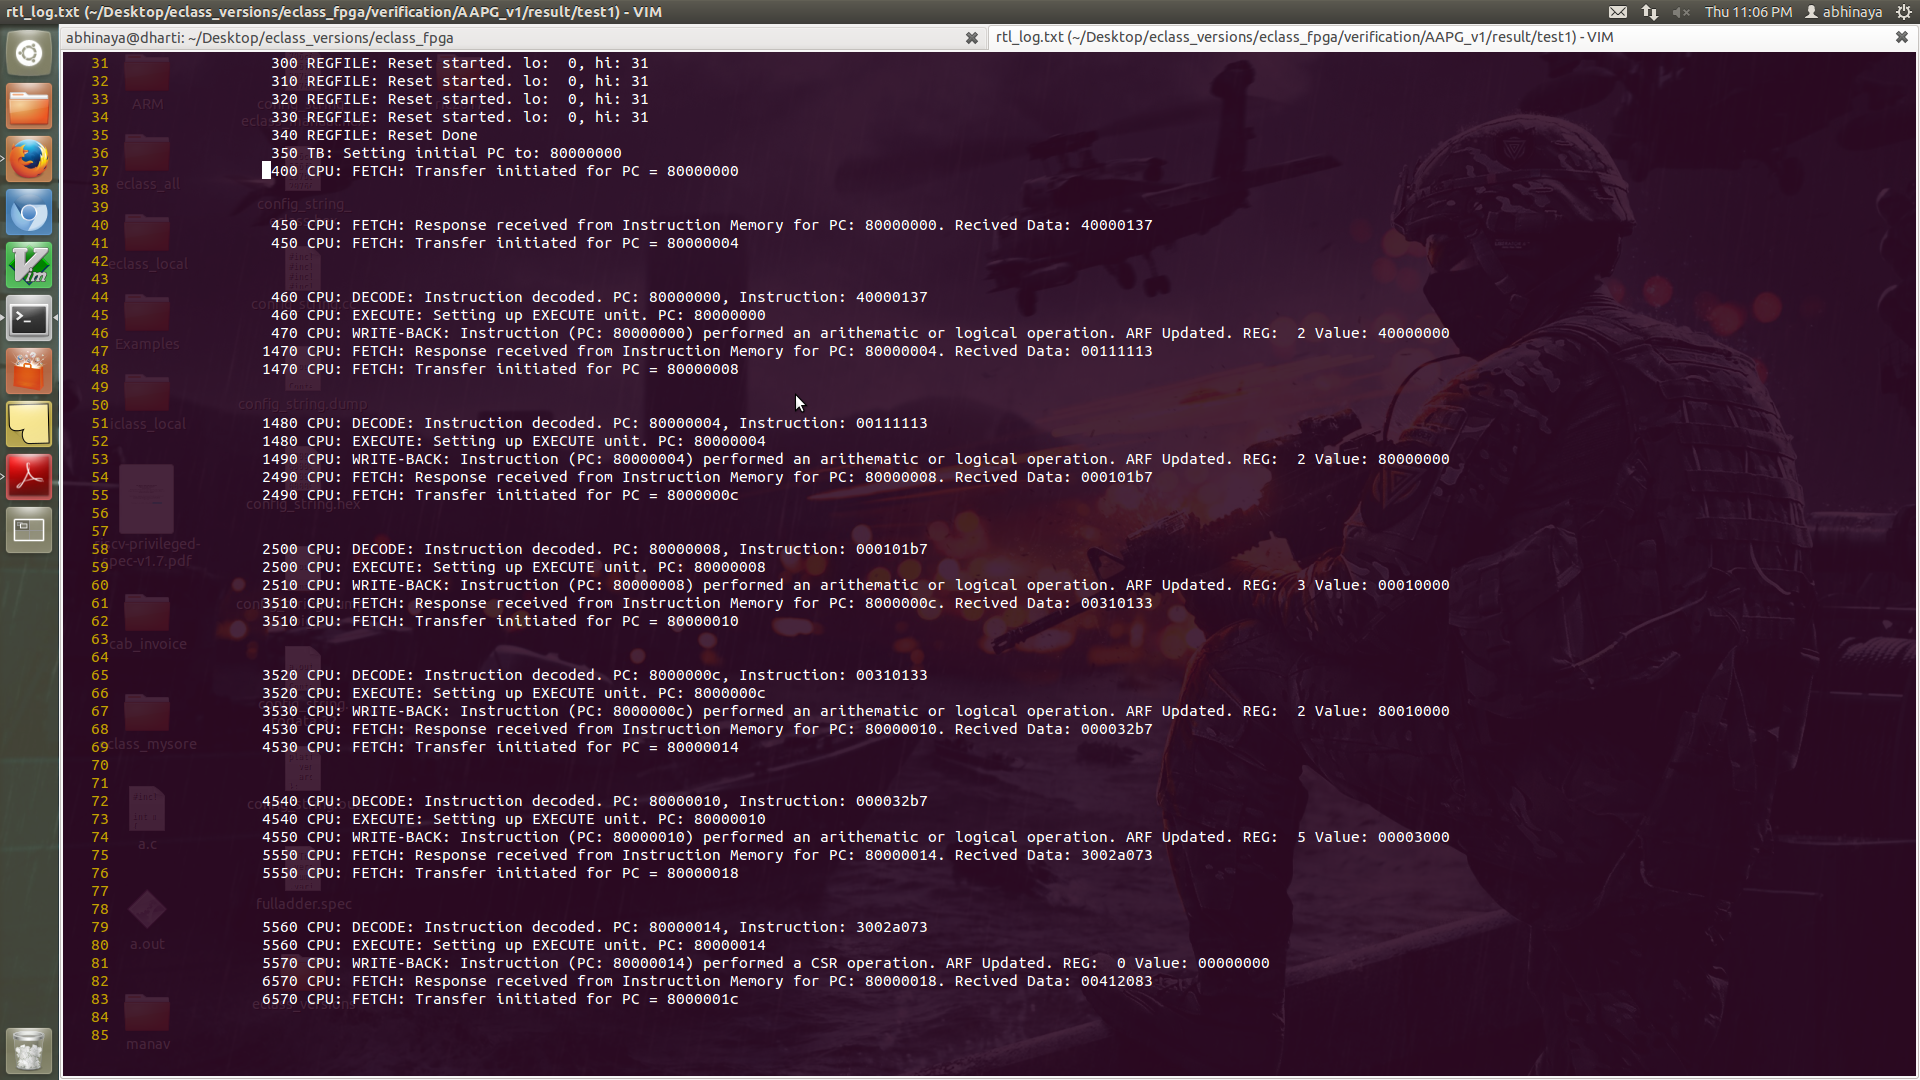 rtl_log.txt (~/Desktop/eclass_versions/eclass_fpga/verification/AAPG_v1/result/test1) - VIM
Thu 11:06 PM abhinaya
abhinaya@dharti: ~/Desktop/eclass_versions/eclass_fpga
rtl_log.txt (~/Desktop/eclass_versions/eclass_fpga/verification/AAPG_v1/result/test1) - VIM
31 300 REGFILE: Reset started. lo:  0, hi: 31
32 310 REGFILE: Reset started. lo:  0, hi: 31
33 320 REGFILE: Reset started. lo:  0, hi: 31
34 330 REGFILE: Reset started. lo:  0, hi: 31
35 340 REGFILE: Reset Done
36 350 TB: Setting initial PC to: 80000000
37 400 CPU: FETCH: Transfer initiated for PC = 80000000
38
39
40 450 CPU: FETCH: Response received from Instruction Memory for PC: 80000000. Recived Data: 40000137
41 450 CPU: FETCH: Transfer initiated for PC = 80000004
42
43
44 460 CPU: DECODE: Instruction decoded. PC: 80000000, Instruction: 40000137
45 460 CPU: EXECUTE: Setting up EXECUTE unit. PC: 80000000
46 470 CPU: WRITE-BACK: Instruction (PC: 80000000) performed an arithematic or logical operation. ARF Updated. REG:  2 Value: 40000000
47 1470 CPU: FETCH: Response received from Instruction Memory for PC: 80000004. Recived Data: 00111113
48 1470 CPU: FETCH: Transfer initiated for PC = 80000008
49
50
51 1480 CPU: DECODE: Instruction decoded. PC: 80000004, Instruction: 00111113
52 1480 CPU: EXECUTE: Setting up EXECUTE unit. PC: 80000004
53 1490 CPU: WRITE-BACK: Instruction (PC: 80000004) performed an arithematic or logical operation. ARF Updated. REG:  2 Value: 80000000
54 2490 CPU: FETCH: Response received from Instruction Memory for PC: 80000008. Recived Data: 000101b7
55 2490 CPU: FETCH: Transfer initiated for PC = 8000000c
56
57
58 2500 CPU: DECODE: Instruction decoded. PC: 80000008, Instruction: 000101b7
59 2500 CPU: EXECUTE: Setting up EXECUTE unit. PC: 80000008
60 2510 CPU: WRITE-BACK: Instruction (PC: 80000008) performed an arithematic or logical operation. ARF Updated. REG:  3 Value: 00010000
61 3510 CPU: FETCH: Response received from Instruction Memory for PC: 8000000c. Recived Data: 00310133
62 3510 CPU: FETCH: Transfer initiated for PC = 80000010
63
64
65 3520 CPU: DECODE: Instruction decoded. PC: 8000000c, Instruction: 00310133
66 3520 CPU: EXECUTE: Setting up EXECUTE unit. PC: 8000000c
67 3530 CPU: WRITE-BACK: Instruction (PC: 8000000c) performed an arithematic or logical operation. ARF Updated. REG:  2 Value: 80010000
68 4530 CPU: FETCH: Response received from Instruction Memory for PC: 80000010. Recived Data: 000032b7
69 4530 CPU: FETCH: Transfer initiated for PC = 80000014
70
71
72 4540 CPU: DECODE: Instruction decoded. PC: 80000010, Instruction: 000032b7
73 4540 CPU: EXECUTE: Setting up EXECUTE unit. PC: 80000010
74 4550 CPU: WRITE-BACK: Instruction (PC: 80000010) performed an arithematic or logical operation. ARF Updated. REG:  5 Value: 00003000
75 5550 CPU: FETCH: Response received from Instruction Memory for PC: 80000014. Recived Data: 3002a073
76 5550 CPU: FETCH: Transfer initiated for PC = 80000018
77
78
79 5560 CPU: DECODE: Instruction decoded. PC: 80000014, Instruction: 3002a073
80 5560 CPU: EXECUTE: Setting up EXECUTE unit. PC: 80000014
81 5570 CPU: WRITE-BACK: Instruction (PC: 80000014) performed a CSR operation. ARF Updated. REG:  0 Value: 00000000
82 6570 CPU: FETCH: Response received from Instruction Memory for PC: 80000018. Recived Data: 00412083
83 6570 CPU: FETCH: Transfer initiated for PC = 8000001c
84
85
ARM
eclass_all
eclass_local
Examples
iclass_local
riscv-privileged-
spec-v1.7.pdf
cab_invoice
eclass_mysore
a.c
a.out
manav
config_string_
config_string.dump
config_string.hex
fulladder.spec
eclass_versions